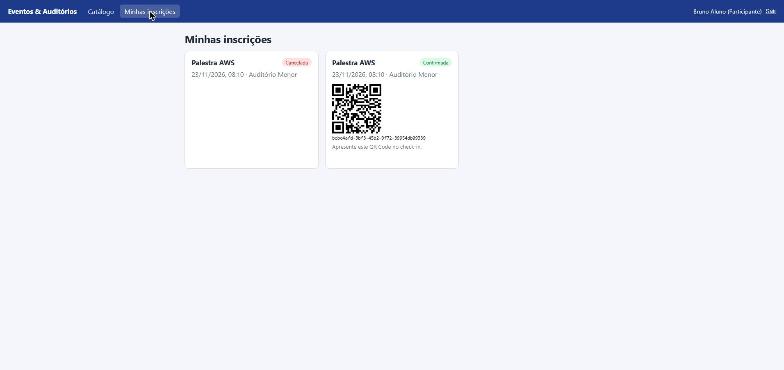 Eventos & Auditórios
Catálogo
Minhas inscrições
Bruno Aluno (Participante)
Sair
Minhas inscrições
Palestra AWS
Cancelada
23/11/2026, 08:10 · Auditório Menor
Palestra AWS
Confirmada
23/11/2026, 08:10 · Auditório Menor
Apresente este QR Code no check-in.